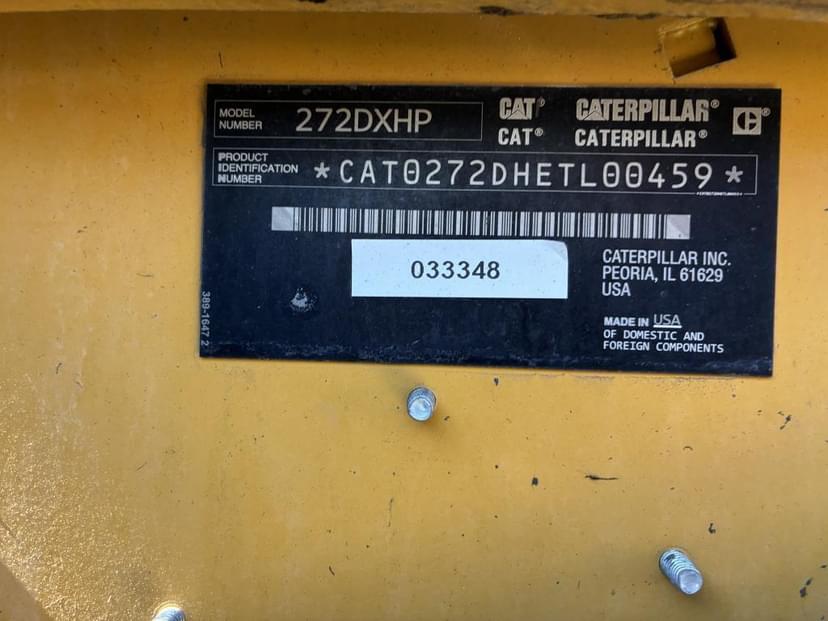 MODEL
NUMBER
272DXHP
CAT® CATERPILLAR®
CAT® CATERPILLAR®
PRODUCT
IDENTIFICATION
NUMBER
*CAT0272DHETL00459*
033348
CATERPILLAR INC.
PEORIA, IL 61629
USA
MADE IN USA
OF DOMESTIC AND
FOREIGN COMPONENTS
389-1647 2